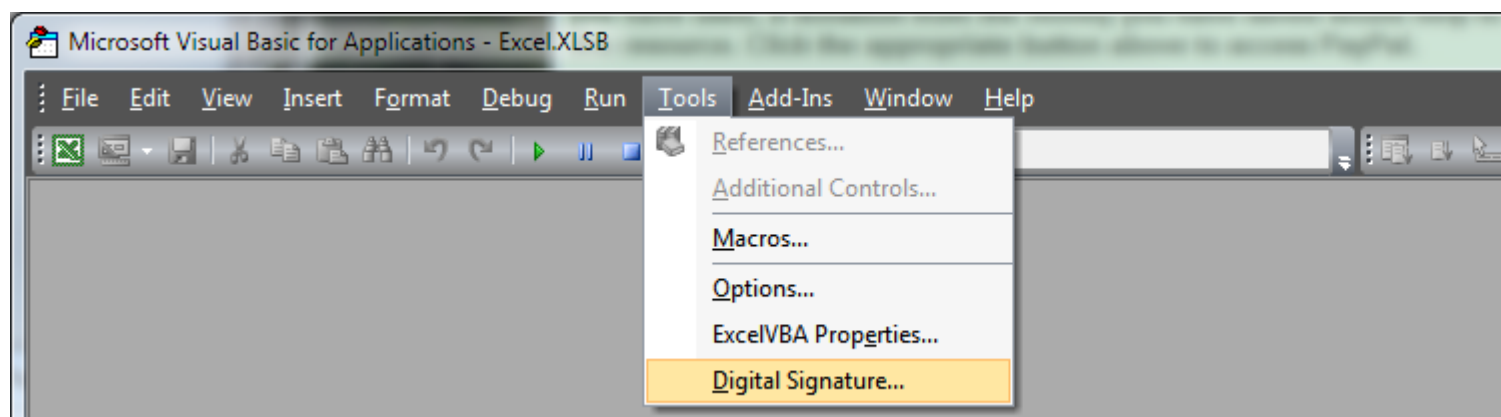 Microsoft Visual Basic for Applications - Excel.XLSB
File Edit View Insert Format Debug Run Tools Add-Ins Window Help
References...
Additional Controls...
Macros...
Options...
ExcelVBA Properties...
Digital Signature...